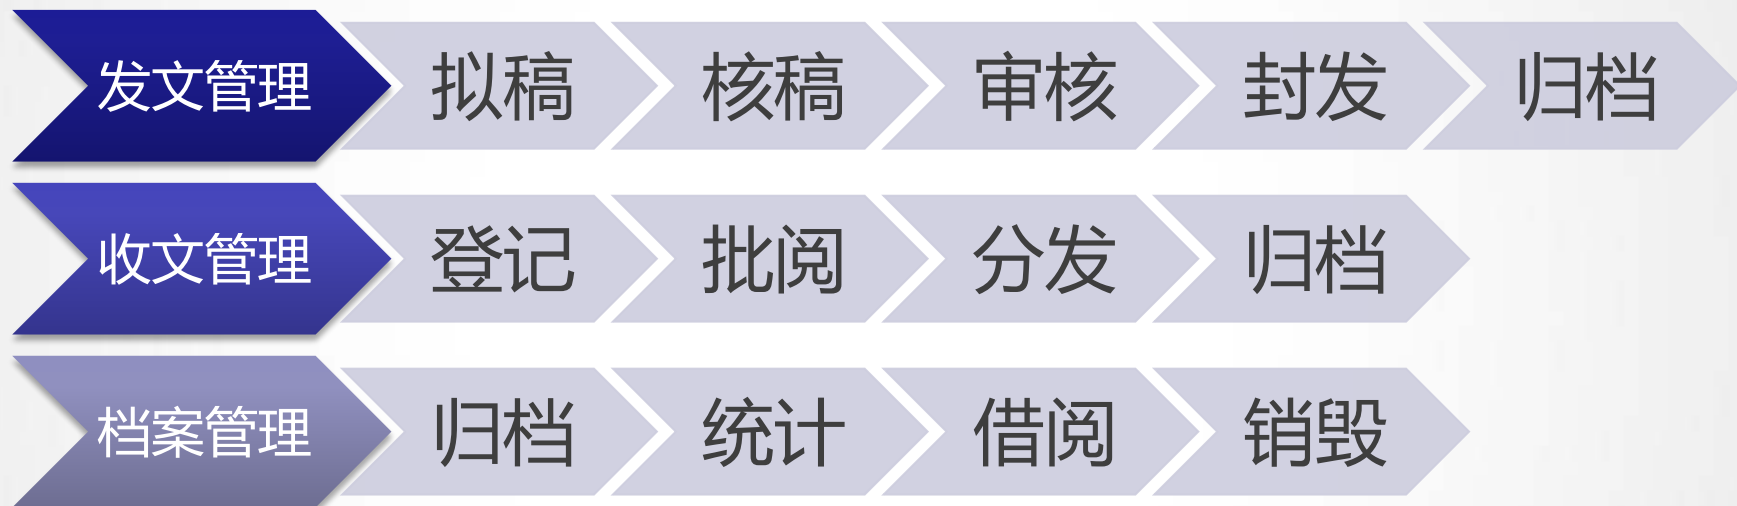 发文管理 拟稿 核稿 审核 封发 归档
收文管理 登记 批阅 分发 归档
档案管理 归档 统计 借阅 销毁